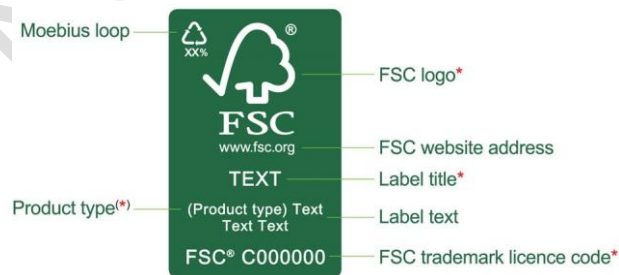 Moebius loop
®
XX%
FSC logo*
FSC
www.fsc.org
FSC website address
TEXT
Label title*
Product type(*)
(Product type) Text
Text Text
Label text
FSC® C000000
FSC trademark licence code*